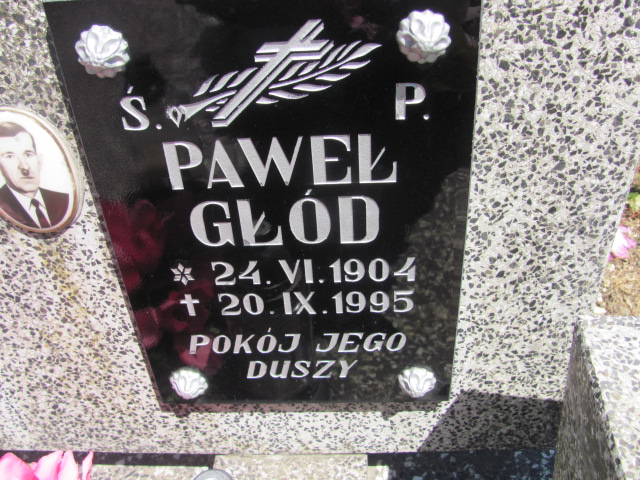 Ś. P.
PAWEŁ
GŁÓD
* 24.VI.1904
✝ 20.IX.1995
POKÓJ JEGO
DUSZY